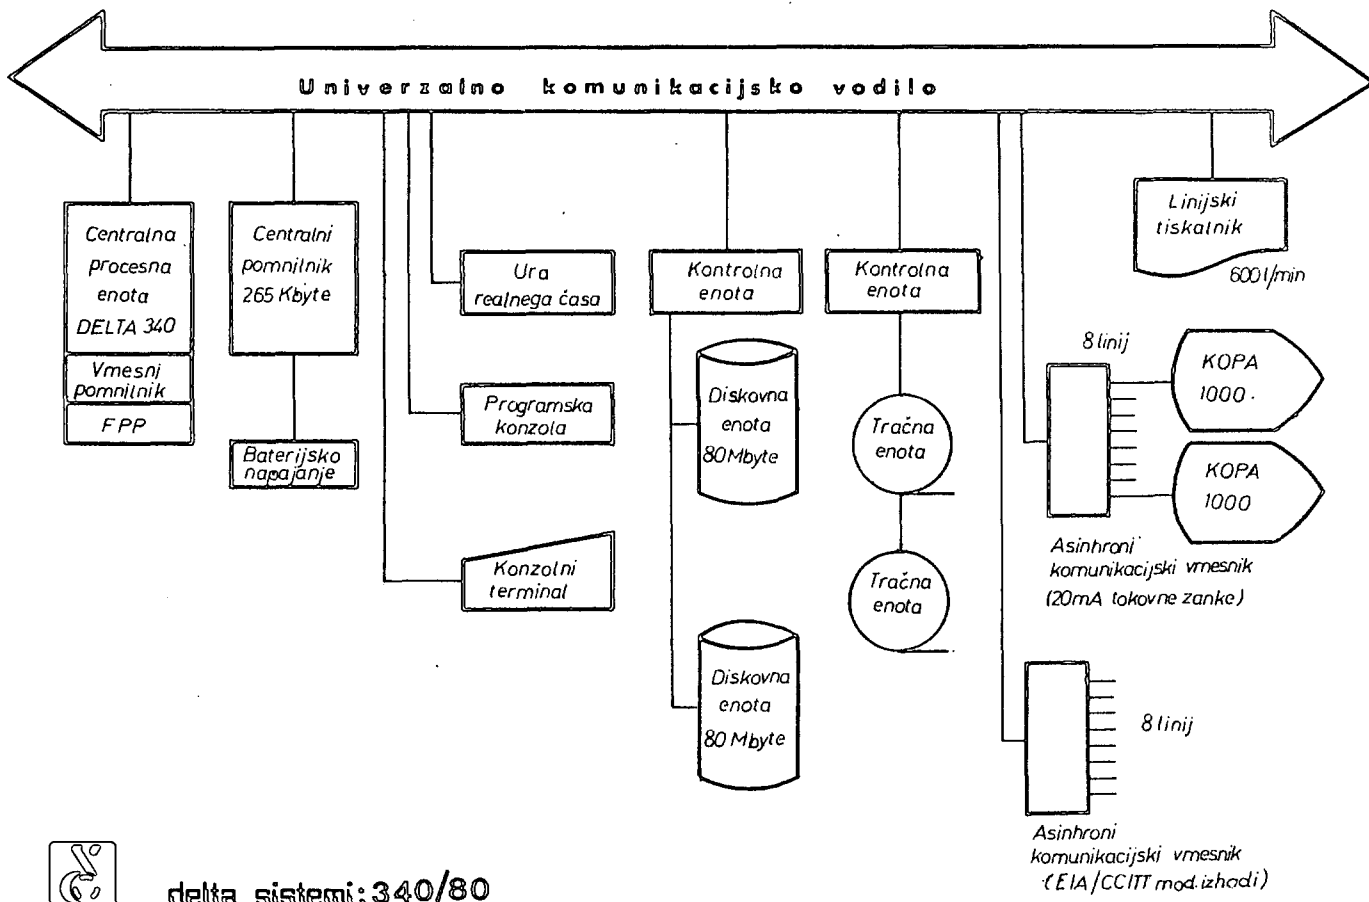 Univerzalno komunikacijsko vodilo
Centralna
procesna
enota
DELTA 340
Vmesni
pomnilnik
FPP
Centralni
pomnilnik
265 Kbyte
Baterijsko
napajanje
Ura
realnega časa
Programska
konzola
Konzolni
terminal
Kontrolna
enota
Diskovna
enota
80 Mbyte
Diskovna
enota
80 Mbyte
Kontrolna
enota
Tračna
enota
Tračna
enota
Linijski
tiskalnik
600 l/min
8 linij
KOPA
1000
KOPA
1000
Asinhroni
komunikacijski vmesnik
(20mA tokovne zanke)
8 linij
Asinhroni
komunikacijski vmesnik
(EIA/CCITT mod. izhodi)
delta sistemi: 340/80